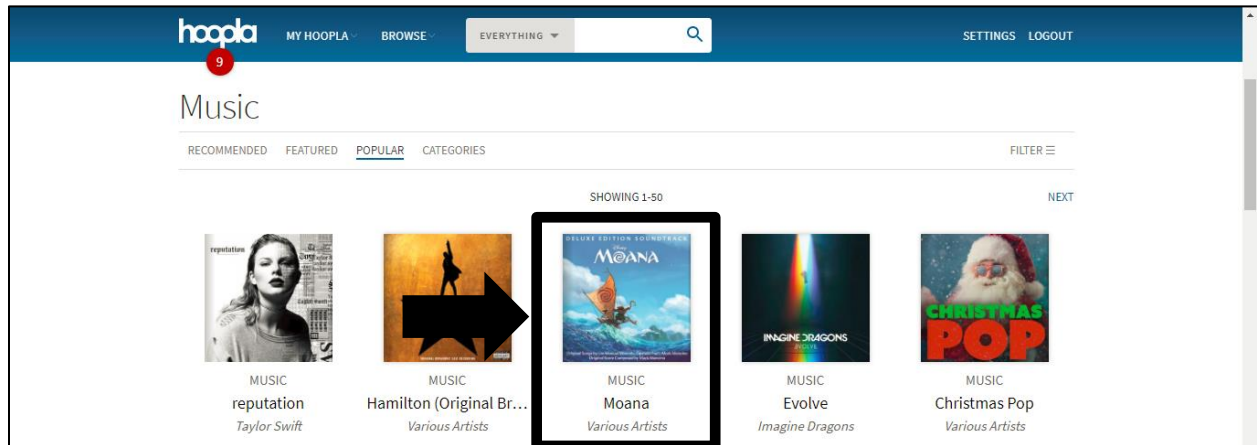 hoopla MY HOOPLA BROWSE EVERYTHING SETTINGS LOGOUT
9
Music
RECOMMENDED FEATURED POPULAR CATEGORIES FILTER
SHOWING 1-50 NEXT
reputation
DELUXE EDITION SOUNDTRACK
Disney
MOANA
IMAGINE DRAGONS
EVOLVE
CHRISTMAS
POP
MUSIC MUSIC MUSIC MUSIC MUSIC
reputation Hamilton (Original Br... Moana Evolve Christmas Pop
Taylor Swift Various Artists Various Artists Imagine Dragons Various Artists